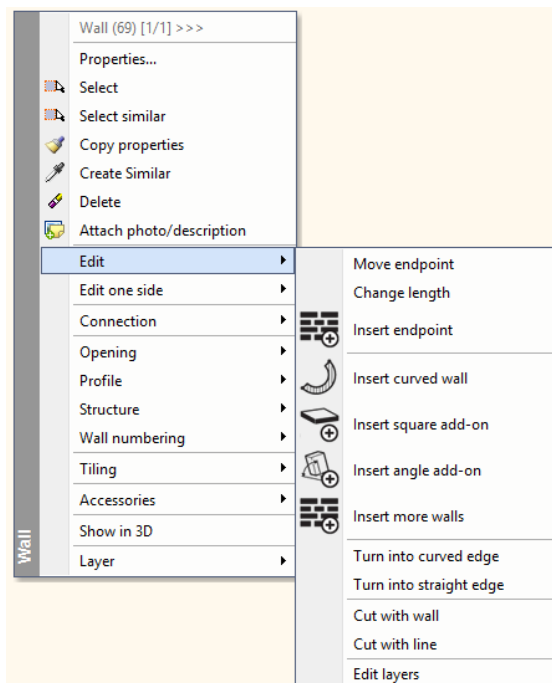 Wall (69) [1/1] >>>
Properties...
Select
Select similar
Copy properties
Create Similar
Delete
Attach photo/description
Edit
Edit one side
Connection
Opening
Profile
Structure
Wall numbering
Tiling
Accessories
Show in 3D
Layer
Wall
Move endpoint
Change length
Insert endpoint
Insert curved wall
Insert square add-on
Insert angle add-on
Insert more walls
Turn into curved edge
Turn into straight edge
Cut with wall
Cut with line
Edit layers